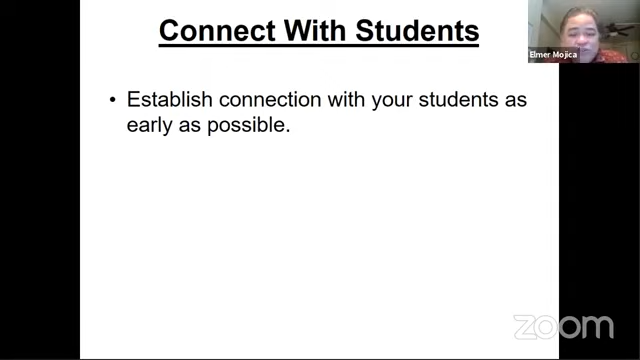 Connect With Students
Elmer Mojica
• Establish connection with your students as
early as possible.
zoom